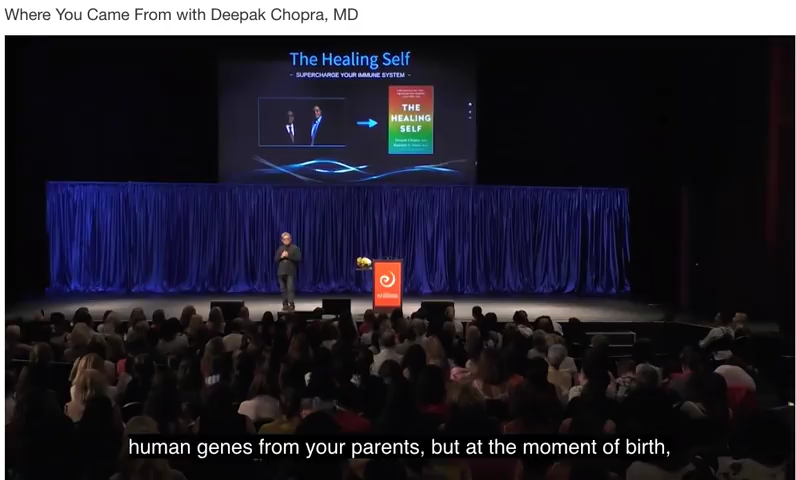 Where You Came From with Deepak Chopra, MD
The Healing Self
- SUPERCHARGE YOUR IMMUNE SYSTEM -
THE
HEALING
SELF
human genes from your parents, but at the moment of birth,